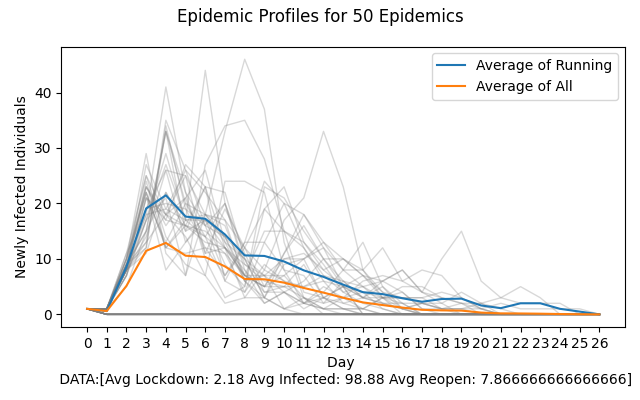 Epidemic Profiles for 50 Epidemics
Average of Running
Average of All
Newly Infected Individuals
40
30
20
10
0
0 1 2 3 4 5 6 7 8 9 10 11 12 13 14 15 16 17 18 19 20 21 22 23 24 25 26
Day
DATA:[Avg Lockdown: 2.18 Avg Infected: 98.88 Avg Reopen: 7.866666666666666]